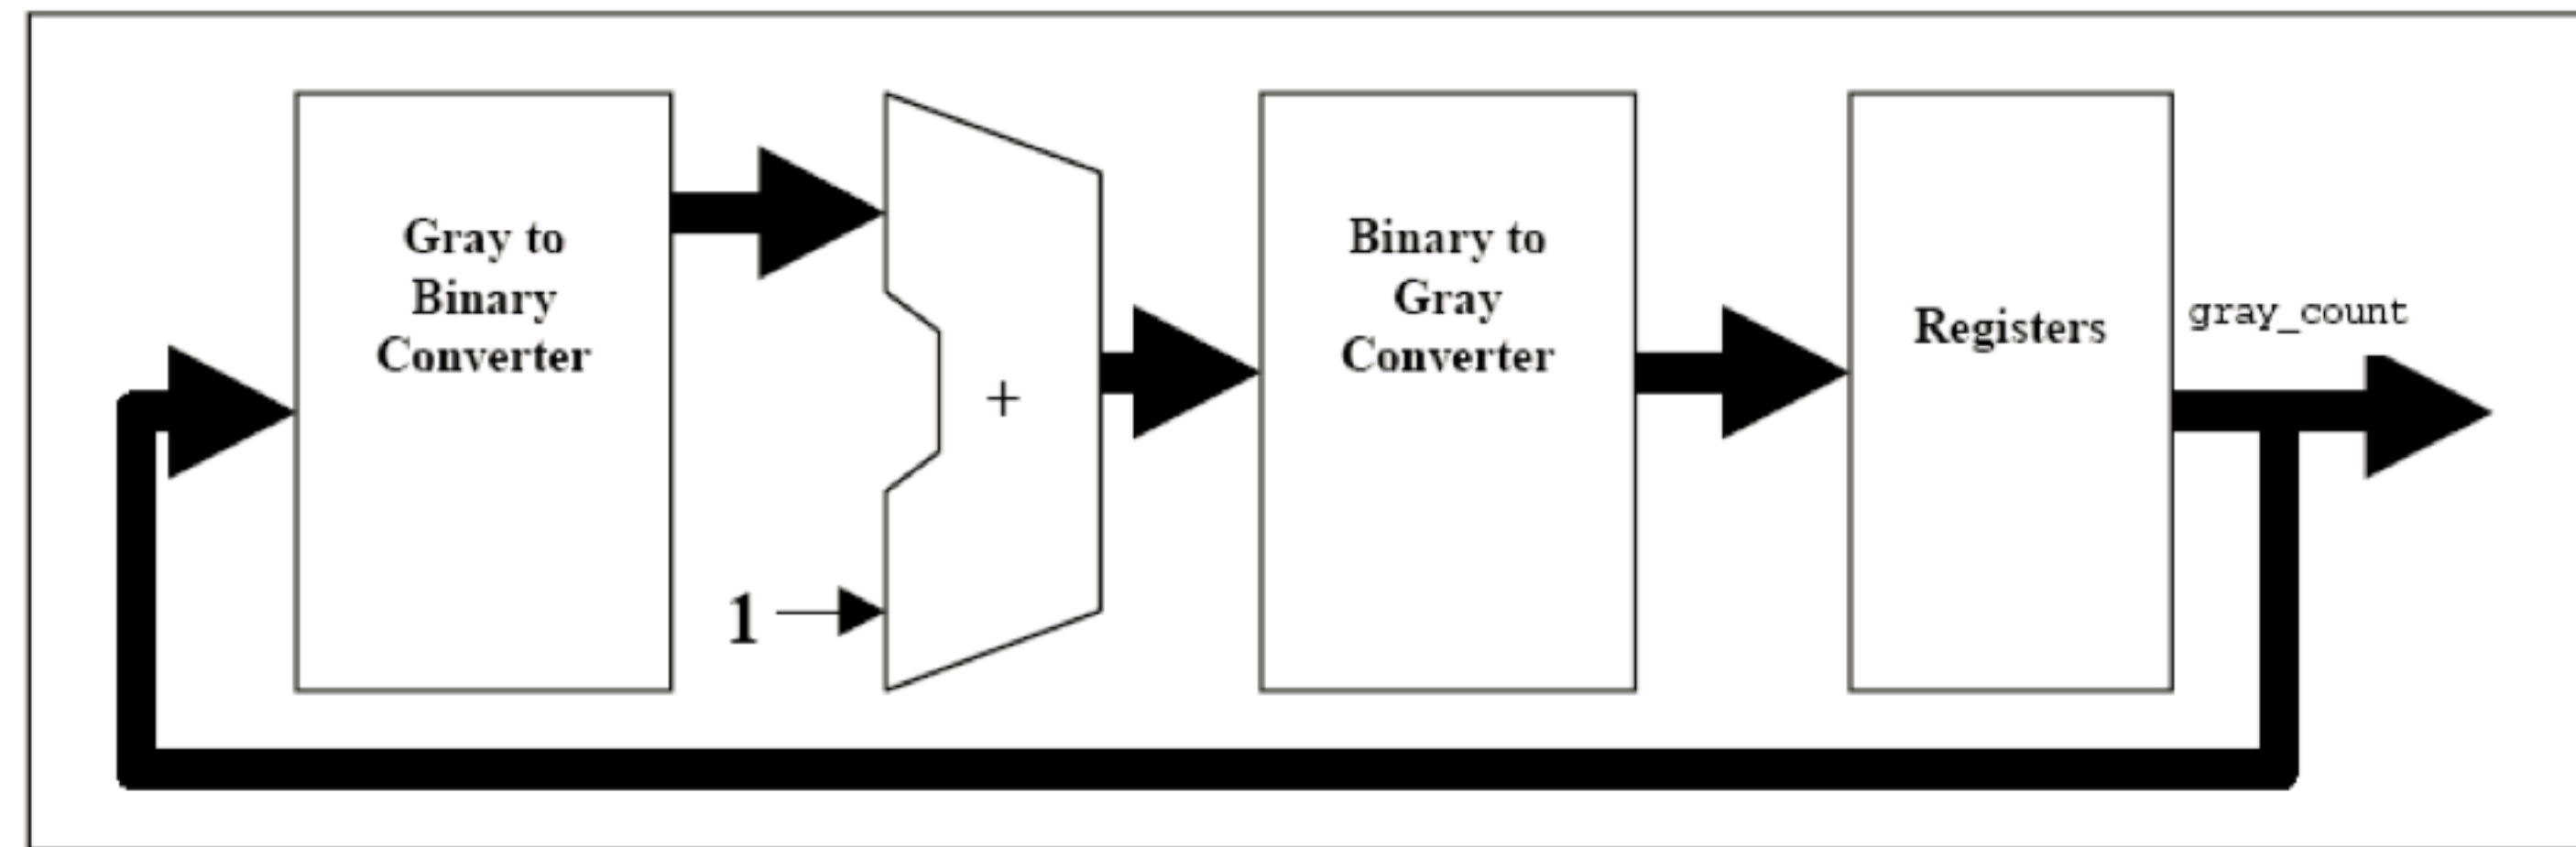 Gray to
Binary
Converter
1
+
Binary to
Gray
Converter
Registers
gray_count